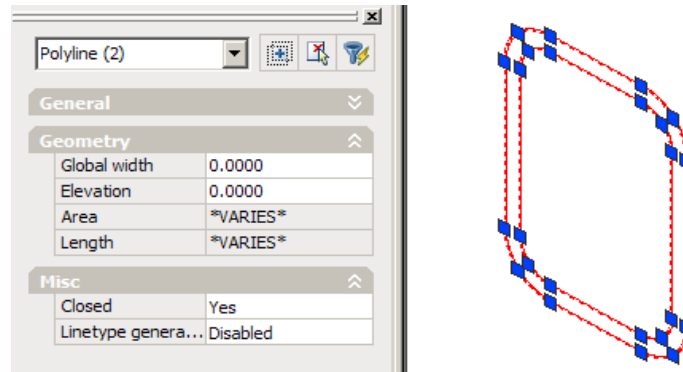 Polyline (2)
General
Geometry
Global width 0.0000
Elevation 0.0000
Area *VARIES*
Length *VARIES*
Misc
Closed Yes
Linetype genera... Disabled